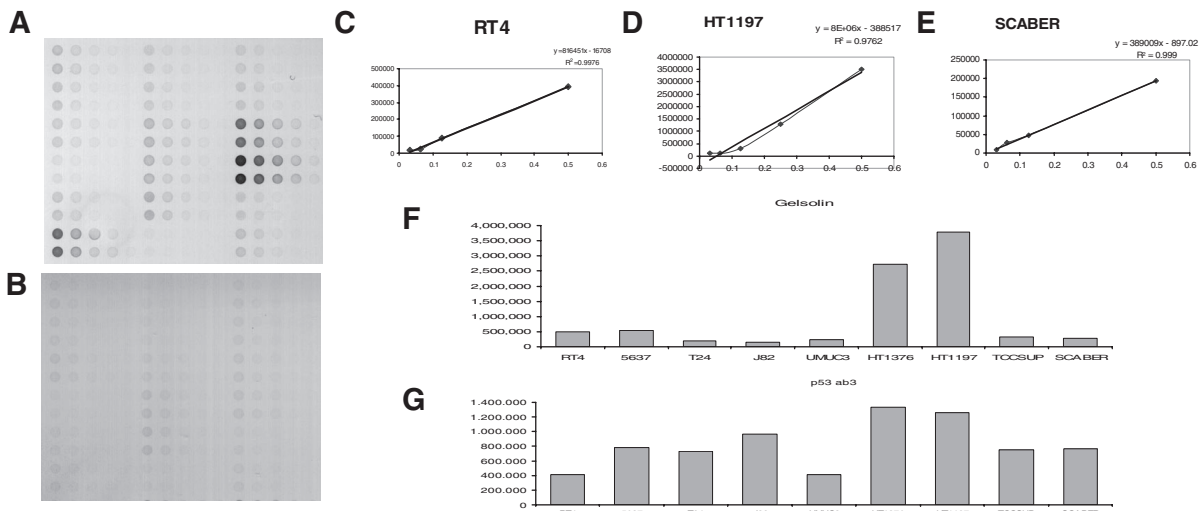 A
B
C
RT4
y =816451x - 16708
R² =0.9976
500000
400000
300000
200000
100000
0
0 0.1 0.2 0.3 0.4 0.5 0.6
D
HT1197
y = 8E+06x - 388517
R² = 0.9762
4000000
3500000
3000000
2500000
2000000
1500000
1000000
500000
0
-500000
0 0.1 0.2 0.3 0.4 0.5 0.6
E
SCABER
y = 389009x - 897.02
R² = 0.999
250000
200000
150000
100000
50000
0
0 0.1 0.2 0.3 0.4 0.5 0.6
F
Gelsolin
4,000,000
3,500,000
3,000,000
2,500,000
2,000,000
1,500,000
1,000,000
500,000
0
RT4 5637 T24 J82 UMUC3 HT1376 HT1197 TCCSUP SCABER
G
p53 ab3
1.400.000
1.200.000
1.000.000
800.000
600.000
400.000
200.000
0